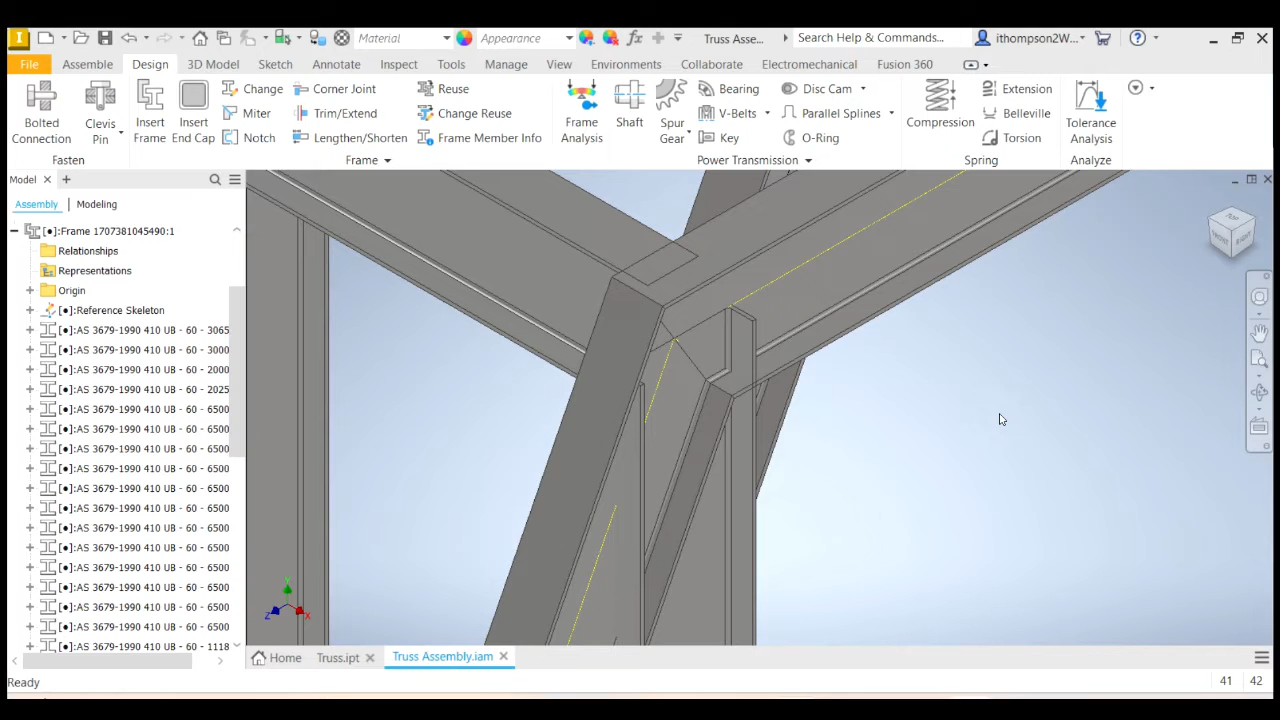 Material
Appearance
Truss Asse...
Search Help & Commands...
ithompson2W...
File
Assemble
Design
3D Model
Sketch
Annotate
Inspect
Tools
Manage
View
Environments
Collaborate
Electromechanical
Fusion 360
Bolted Connection
Clevis Pin
Insert Frame
Insert End Cap
Change
Miter
Notch
Corner Joint
Trim/Extend
Lengthen/Shorten
Reuse
Change Reuse
Frame Member Info
Frame Analysis
Shaft
Spur Gear
Bearing
V-Belts
Key
Disc Cam
Parallel Splines
O-Ring
Compression
Extension
Belleville
Torsion
Tolerance Analysis
Fasten
Frame
Power Transmission
Spring
Analyze
Model
Assembly
Modeling
[●]:Frame 1707381045490:1
Relationships
Representations
Origin
[●]:Reference Skeleton
[●]:AS 3679-1990 410 UB - 60 - 3065
[●]:AS 3679-1990 410 UB - 60 - 3000
[●]:AS 3679-1990 410 UB - 60 - 2000
[●]:AS 3679-1990 410 UB - 60 - 2025
[●]:AS 3679-1990 410 UB - 60 - 6500
[●]:AS 3679-1990 410 UB - 60 - 6500
[●]:AS 3679-1990 410 UB - 60 - 6500
[●]:AS 3679-1990 410 UB - 60 - 6500
[●]:AS 3679-1990 410 UB - 60 - 6500
[●]:AS 3679-1990 410 UB - 60 - 6500
[●]:AS 3679-1990 410 UB - 60 - 6500
[●]:AS 3679-1990 410 UB - 60 - 6500
[●]:AS 3679-1990 410 UB - 60 - 6500
[●]:AS 3679-1990 410 UB - 60 - 6500
[●]:AS 3679-1990 410 UB - 60 - 6500
[●]:AS 3679-1990 410 UB - 60 - 6500
[●]:AS 3679-1990 410 UB - 60 - 1118
TOP
FRONT
RIGHT
Y
Z
X
Home
Truss.ipt
Truss Assembly.iam
Ready
41
42